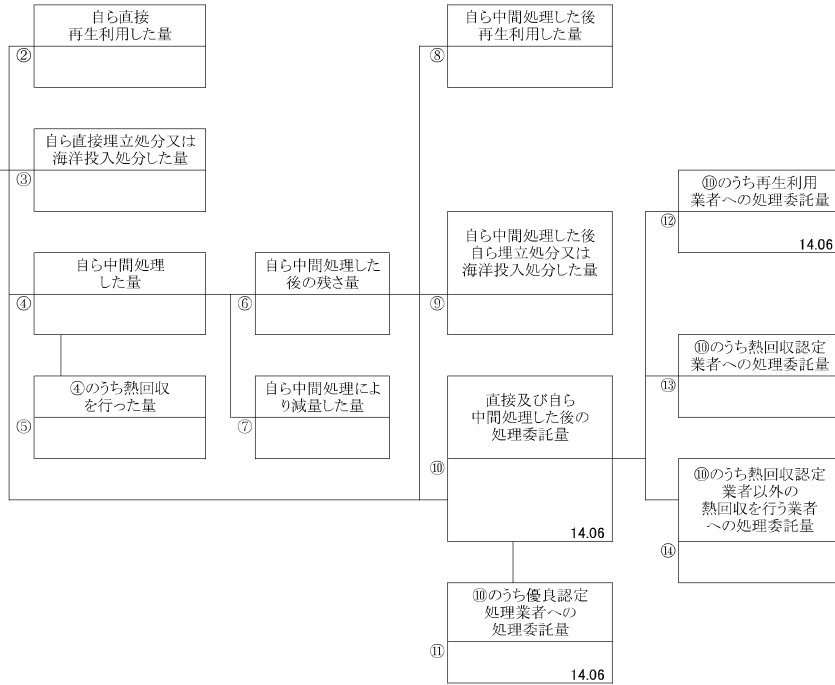 自ら直接
再生利用した量
②
自ら中間処理した後
再生利用した量
⑧
自ら直接埋立処分又は
海洋投入処分した量
③
⑩のうち再生利用
業者への処理委託量
⑫
14.06
自ら中間処理
した量
④
自ら中間処理した
後の残さ量
⑥
自ら中間処理した後
自ら埋立処分又は
海洋投入処分した量
⑨
⑩のうち熱回収認定
業者への処理委託量
⑬
④のうち熱回収
を行った量
⑤
自ら中間処理によ
り減量した量
⑦
直接及び自ら
中間処理した後の
処理委託量
⑩
14.06
⑩のうち熱回収認定
業者以外の
熱回収を行う業者
への処理委託量
⑭
⑩のうち優良認定
処理業者への
処理委託量
⑪
14.06